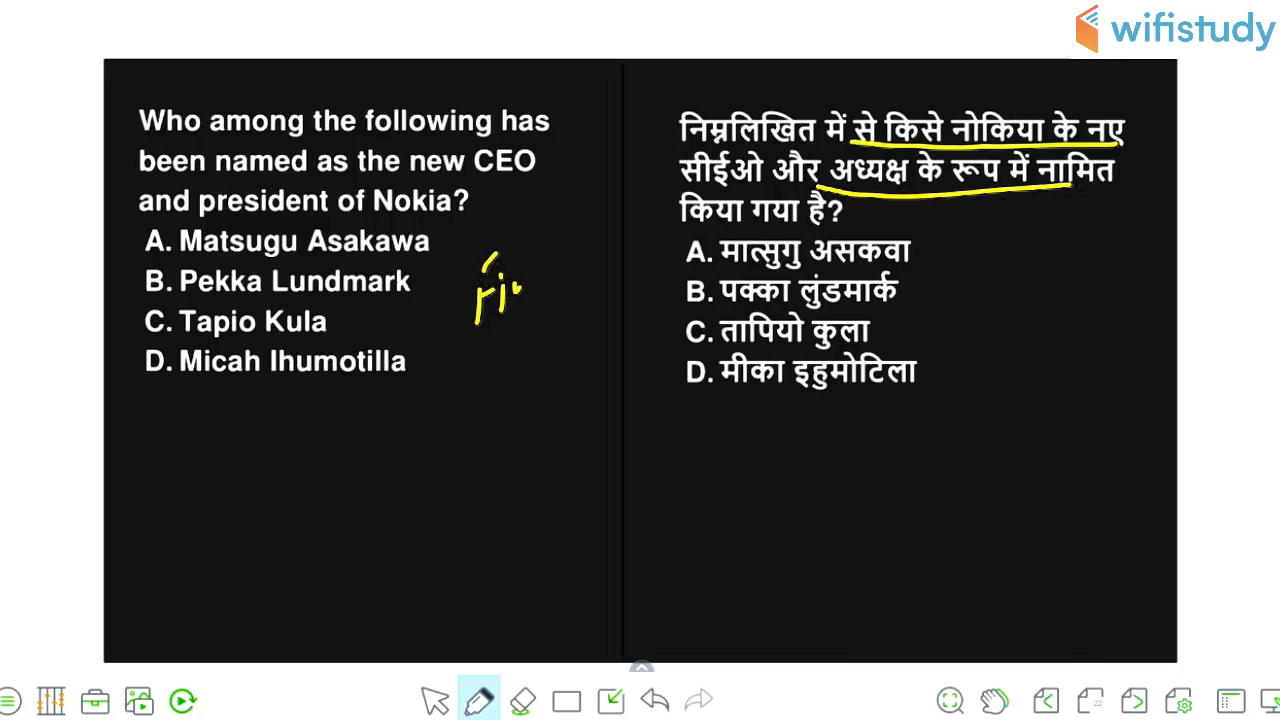 wifistudy
Who among the following has
been named as the new CEO
and president of Nokia?
A. Matsugu Asakawa
B. Pekka Lundmark
C. Tapio Kula
D. Micah Ihumotilla
निम्नलिखित में से किसे नोकिया के नए
सीईओ और अध्यक्ष के रूप में नामित
किया गया है?
A. मात्सुगु असकवा
B. पक्का लुंडमार्क
C. तापियो कुला
D. मीका इहुमोटिला
22